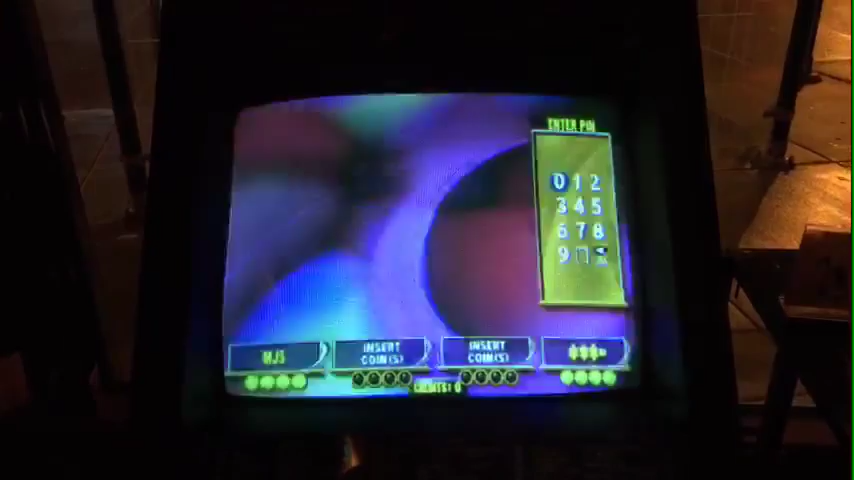 ENTER PIN
0 1 2
3 4 5
6 7 8
9
MJS
INSERT COIN(S)
INSERT COIN(S)
CREDITS: 0